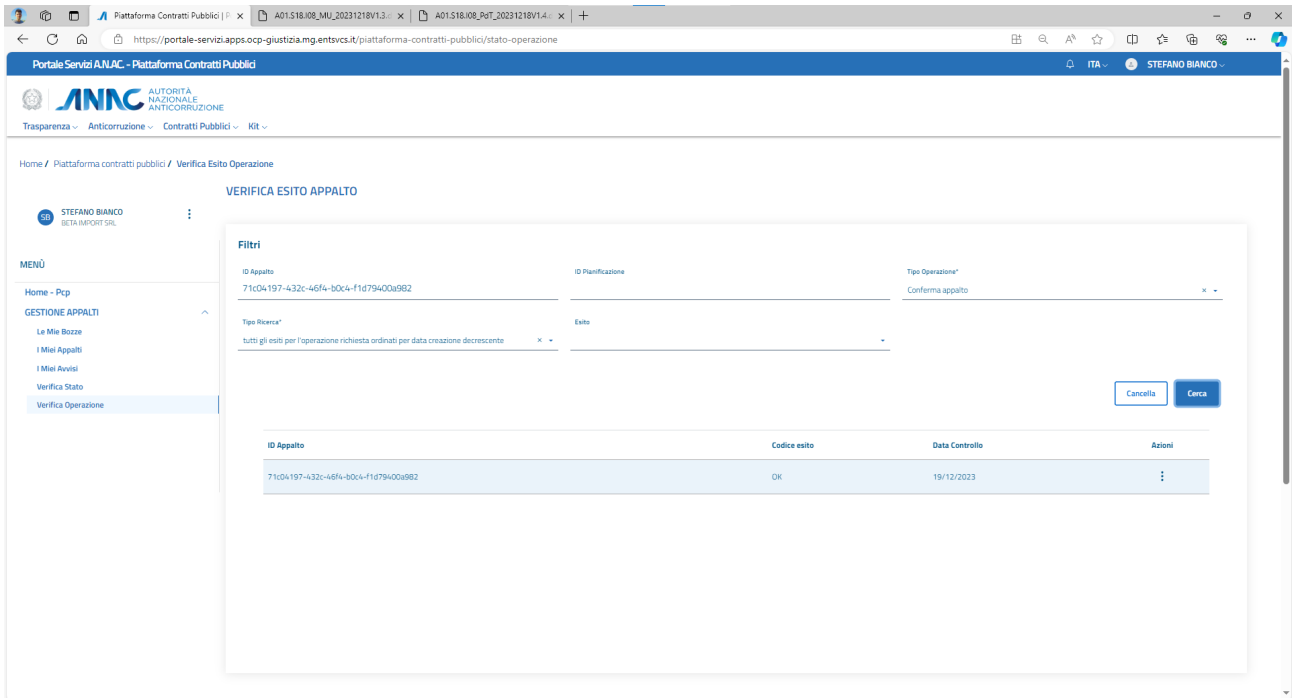 Piattaforma Contratti Pubblici | P
A01.S18.I08_MU_20231218V1.3.
A01.S18.I08_PdT_20231218V1.4.
https://portale-servizi.apps.ocp-giustizia.mg.entsvcs.it/piattaforma-contratti-pubblici/stato-operazione
Portale Servizi A.N.AC. - Piattaforma Contratti Pubblici
ITA
STEFANO BIANCO
ANAC
AUTORITÀ
NAZIONALE
ANTICORRUZIONE
Trasparenza Anticorruzione Contratti Pubblici Kit
Home / Piattaforma contratti pubblici / Verifica Esito Operazione
VERIFICA ESITO APPALTO
SB
STEFANO BIANCO
BETA IMPORT SRL
MENÙ
Home - Pcp
GESTIONE APPALTI
Le Mie Bozze
I Miei Appalti
I Miei Avvisi
Verifica Stato
Verifica Operazione
Filtri
ID Appalto
71c04197-432c-46f4-b0c4-f1d79400a982
ID Pianificazione
Tipo Operazione*
Conferma appalto
Tipo Ricerca*
tutti gli esiti per l'operazione richiesta ordinati per data creazione decrescente
Esito
Cancella
Cerca
ID Appalto Codice esito Data Controllo Azioni
71c04197-432c-46f4-b0c4-f1d79400a982 OK 19/12/2023